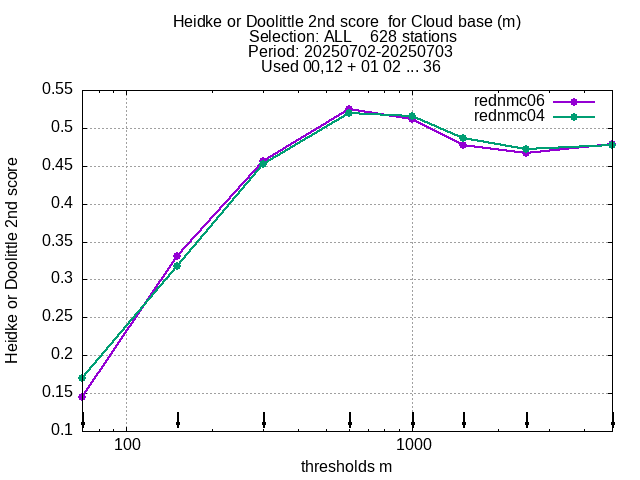 Heidke or Doolittle 2nd score  for Cloud base (m)
Selection: ALL    628 stations
Period: 20250702-20250703
Used 00,12 + 01 02 ... 36
rednmc06
rednmc04
0.55
0.5
0.45
0.4
0.35
0.3
0.25
0.2
0.15
0.1
Heidke or Doolittle 2nd score
100
1000
thresholds m